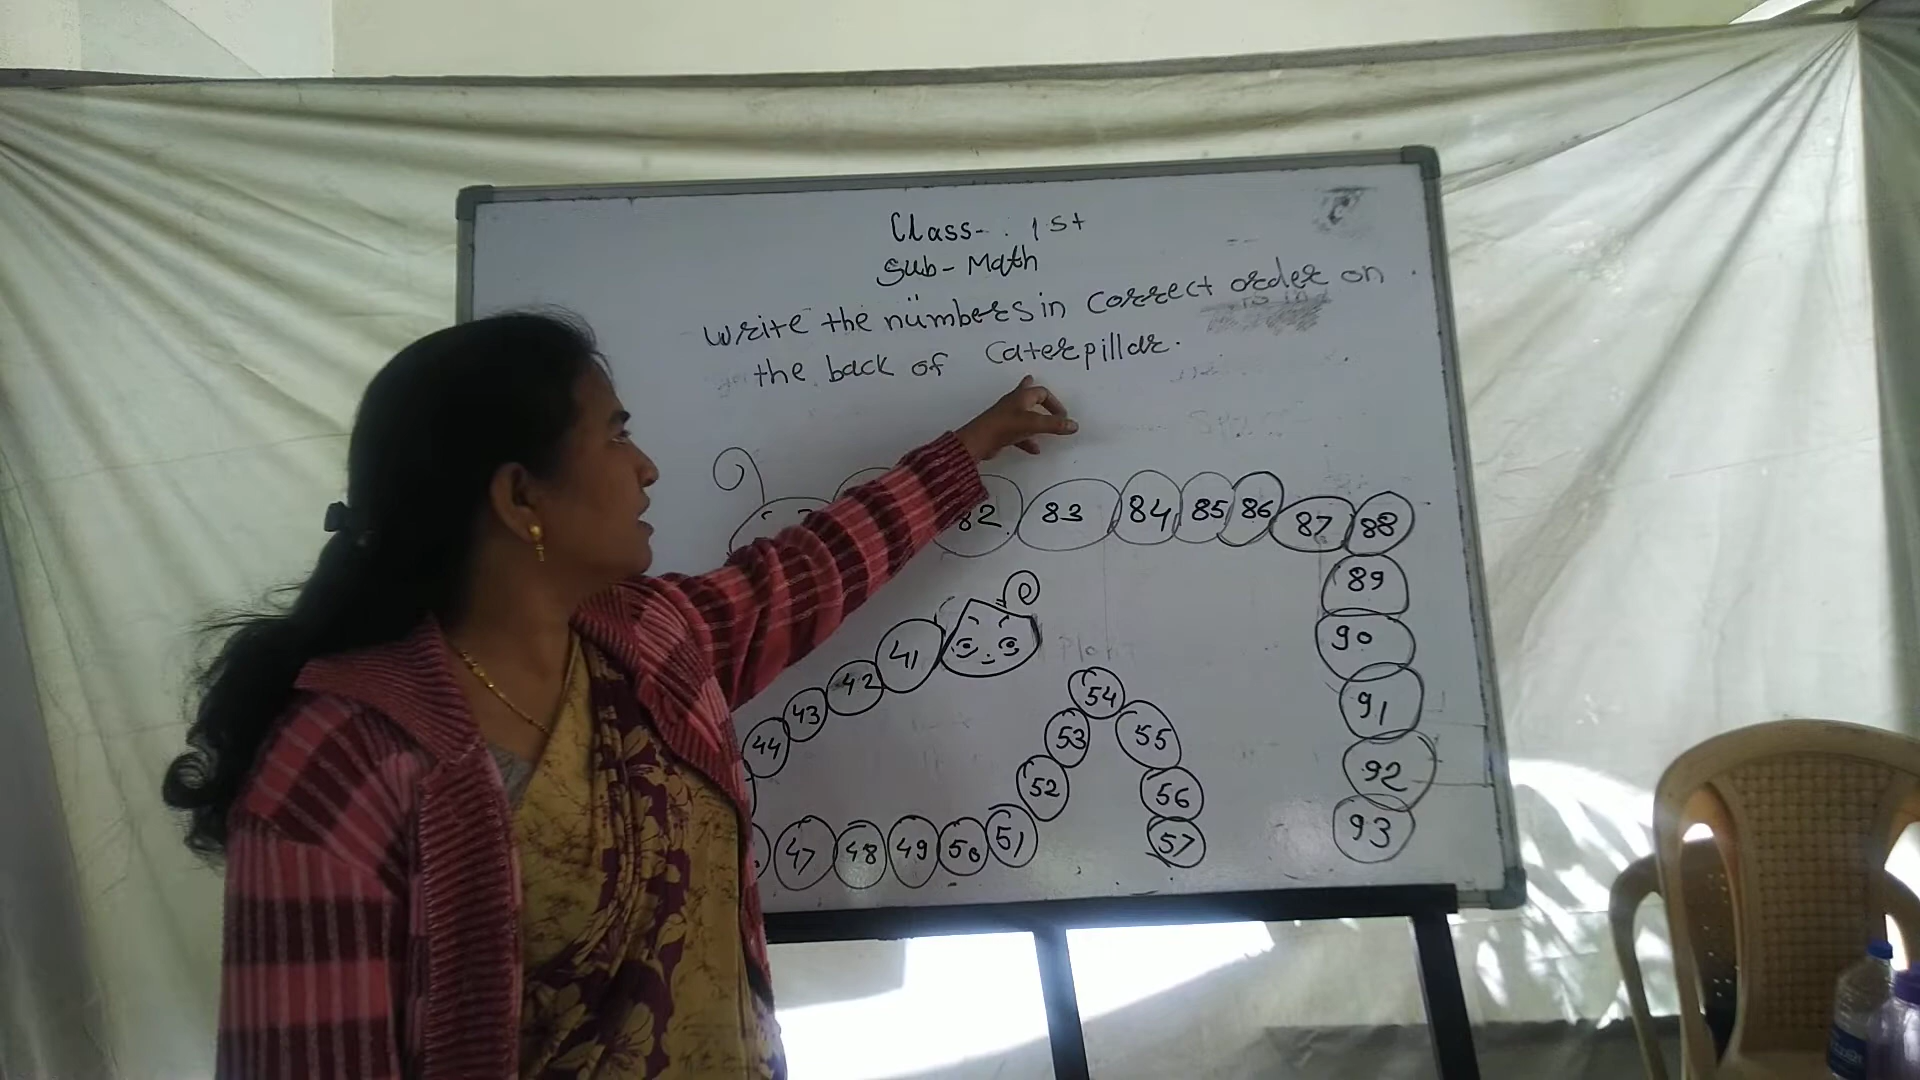 Class- 1st
Sub- Math
Write the numbers in correct order on
the back of caterpillar.
82 83 84 85 86 87 88
89
90
91
92
93
41
42
43
44
47 48 49 50 51
52
53
54
55
56
57